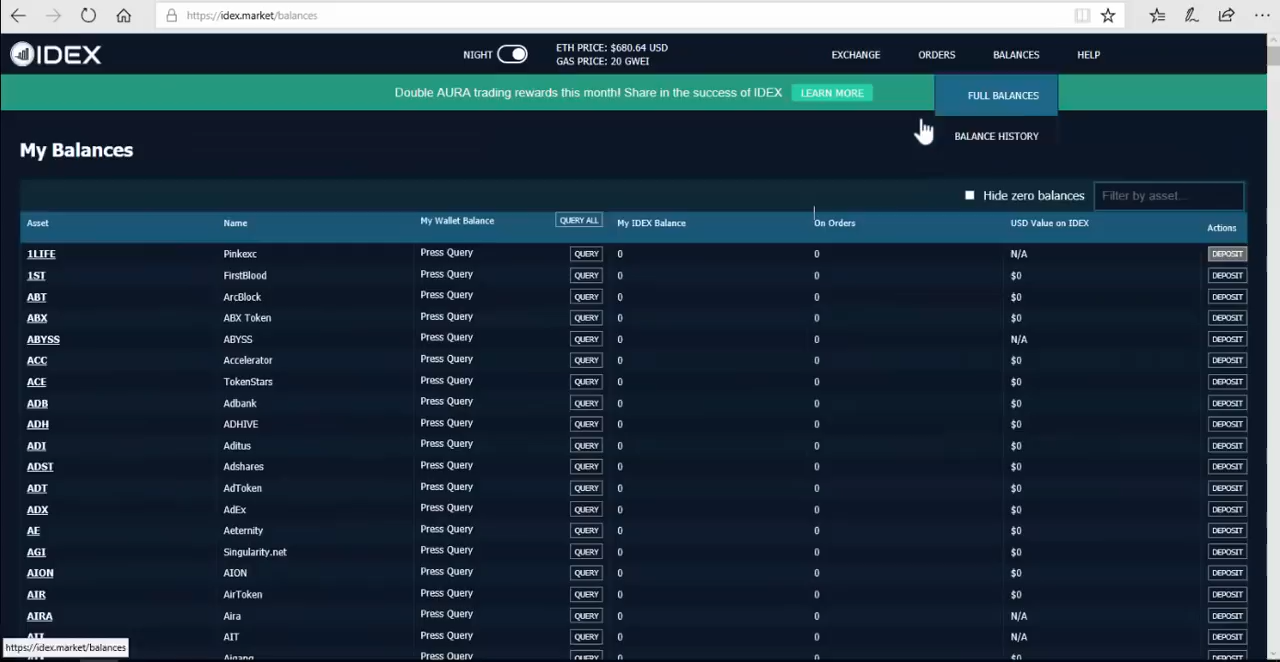 https://idex.market/balances
IDEX
NIGHT
ETH PRICE: $680.64 USD
GAS PRICE: 20 GWEI
EXCHANGE ORDERS BALANCES HELP
Double AURA trading rewards this month! Share in the success of IDEX LEARN MORE
FULL BALANCES
BALANCE HISTORY
My Balances
Hide zero balances Filter by asset...
Asset Name My Wallet Balance QUERY ALL My IDEX Balance On Orders USD Value on IDEX Actions
1LIFE Pinkexc Press Query QUERY 0 0 N/A DEPOSIT
1ST FirstBlood Press Query QUERY 0 0 $0 DEPOSIT
ABT ArcBlock Press Query QUERY 0 0 $0 DEPOSIT
ABX ABX Token Press Query QUERY 0 0 $0 DEPOSIT
ABYSS ABYSS Press Query QUERY 0 0 N/A DEPOSIT
ACC Accelerator Press Query QUERY 0 0 $0 DEPOSIT
ACE TokenStars Press Query QUERY 0 0 $0 DEPOSIT
ADB Adbank Press Query QUERY 0 0 $0 DEPOSIT
ADH ADHIVE Press Query QUERY 0 0 $0 DEPOSIT
ADI Aditus Press Query QUERY 0 0 $0 DEPOSIT
ADST Adshares Press Query QUERY 0 0 $0 DEPOSIT
ADT AdToken Press Query QUERY 0 0 $0 DEPOSIT
ADX AdEx Press Query QUERY 0 0 $0 DEPOSIT
AE Aeternity Press Query QUERY 0 0 $0 DEPOSIT
AGI Singularity.net Press Query QUERY 0 0 $0 DEPOSIT
AION AION Press Query QUERY 0 0 $0 DEPOSIT
AIR AirToken Press Query QUERY 0 0 $0 DEPOSIT
AIRA Aira Press Query QUERY 0 0 N/A DEPOSIT
AIT AIT Press Query QUERY 0 0 N/A DEPOSIT
https://idex.market/balances